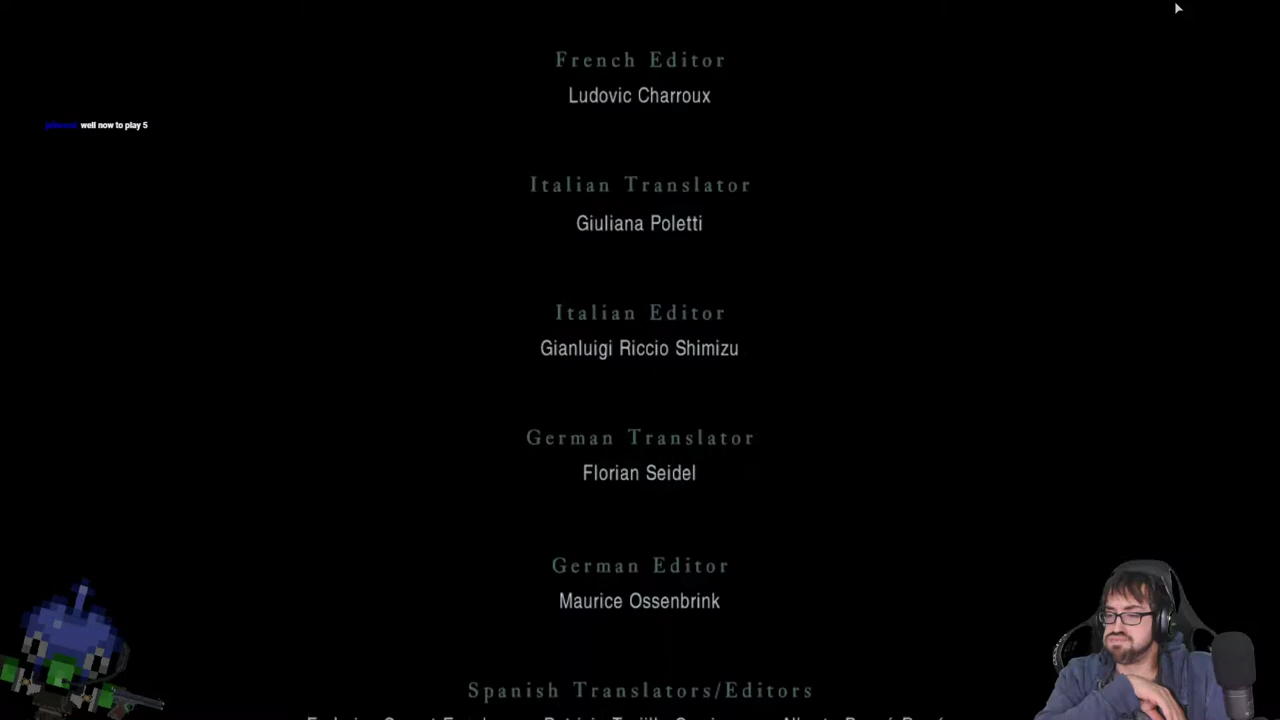 French Editor
Ludovic Charroux
well now to play 5
Italian Translator
Giuliana Poletti
Italian Editor
Gianluigi Riccio Shimizu
German Translator
Florian Seidel
German Editor
Maurice Ossenbrink
Spanish Translators/Editors